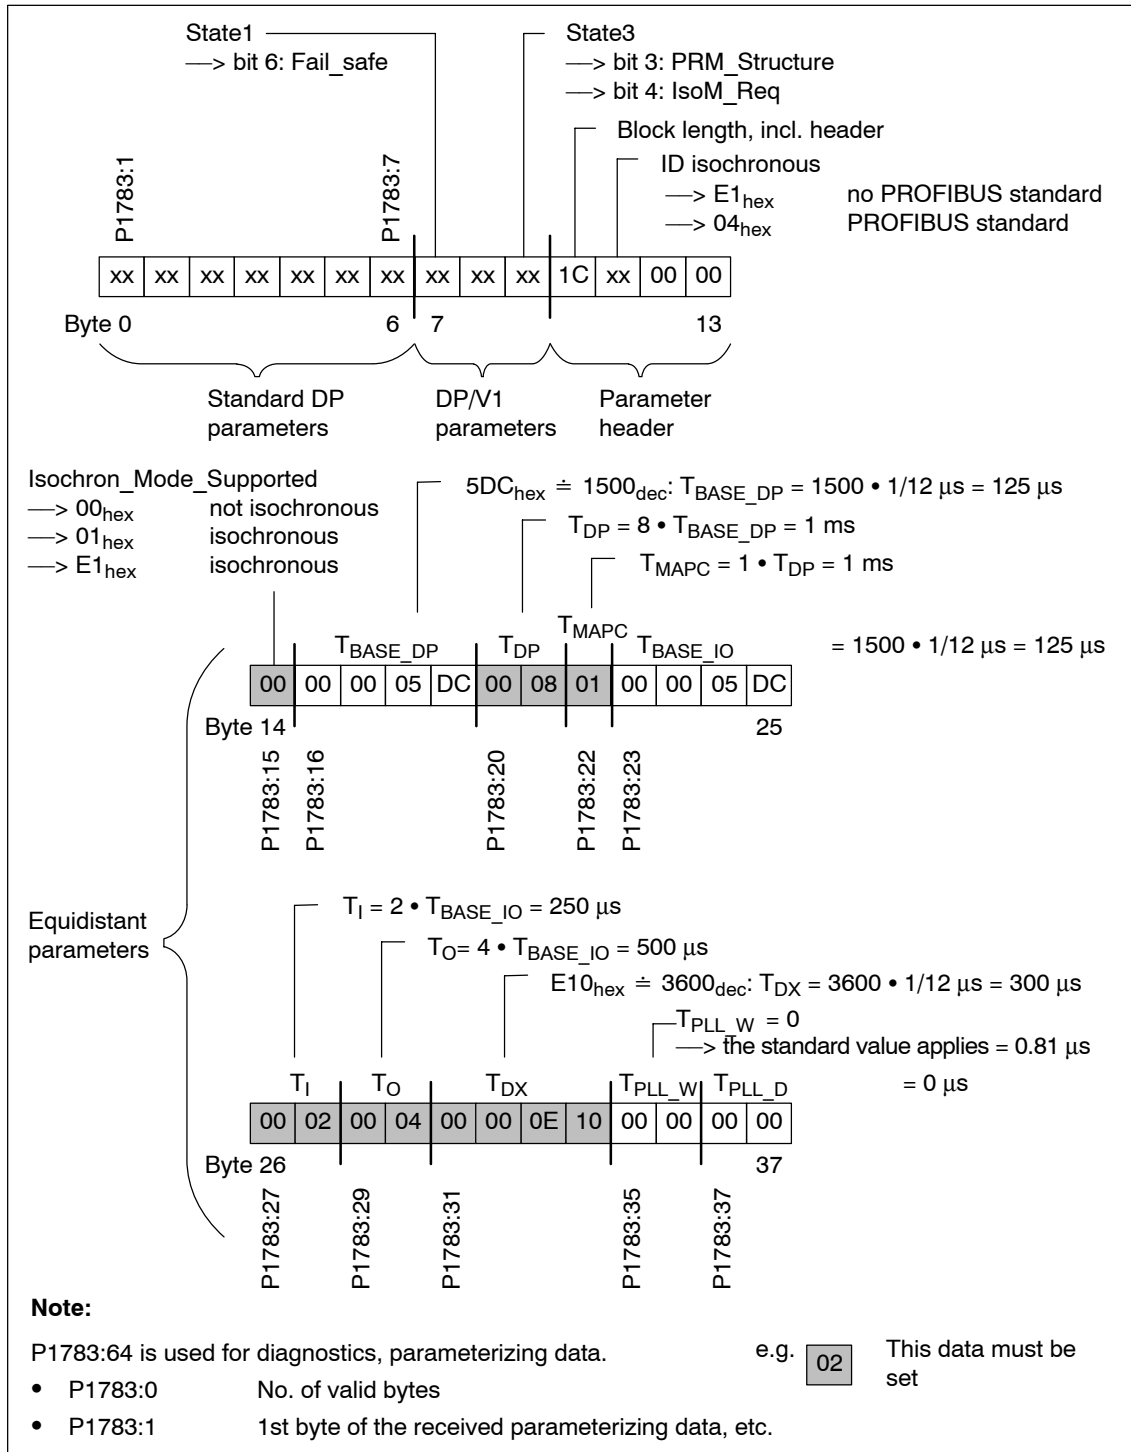 State1
—> bit 6: Fail_safe
State3
—> bit 3: PRM_Structure
—> bit 4: IsoM_Req
Block length, incl. header
ID isochronous
—> E1hex no PROFIBUS standard
—> 04hex PROFIBUS standard
P1783:1 P1783:7
xx xx xx xx xx xx xx xx xx xx 1C xx 00 00
Byte 0 6 7 13
Standard DP parameters
DP/V1 parameters
Parameter header
Isochron_Mode_Supported
—> 00hex not isochronous
—> 01hex isochronous
—> E1hex isochronous
5DChex ≐ 1500dec: TBASE_DP = 1500 • 1/12 µs = 125 µs
TDP = 8 • TBASE_DP = 1 ms
TMAPC = 1 • TDP = 1 ms
TBASE_DP TDP TMAPC TBASE_IO = 1500 • 1/12 µs = 125 µs
00 00 00 05 DC 00 08 01 00 00 05 DC
Byte 14 25
P1783:15 P1783:16 P1783:20 P1783:22 P1783:23
Equidistant parameters
TI = 2 • TBASE_IO = 250 µs
TO= 4 • TBASE_IO = 500 µs
E10hex ≐ 3600dec: TDX = 3600 • 1/12 µs = 300 µs
TPLL_W = 0
—> the standard value applies = 0.81 µs
TI TO TDX TPLL_W TPLL_D = 0 µs
00 02 00 04 00 00 0E 10 00 00 00 00
Byte 26 37
P1783:27 P1783:29 P1783:31 P1783:35 P1783:37
Note:
P1783:64 is used for diagnostics, parameterizing data.
• P1783:0 No. of valid bytes
• P1783:1 1st byte of the received parameterizing data, etc.
e.g. 02 This data must be set